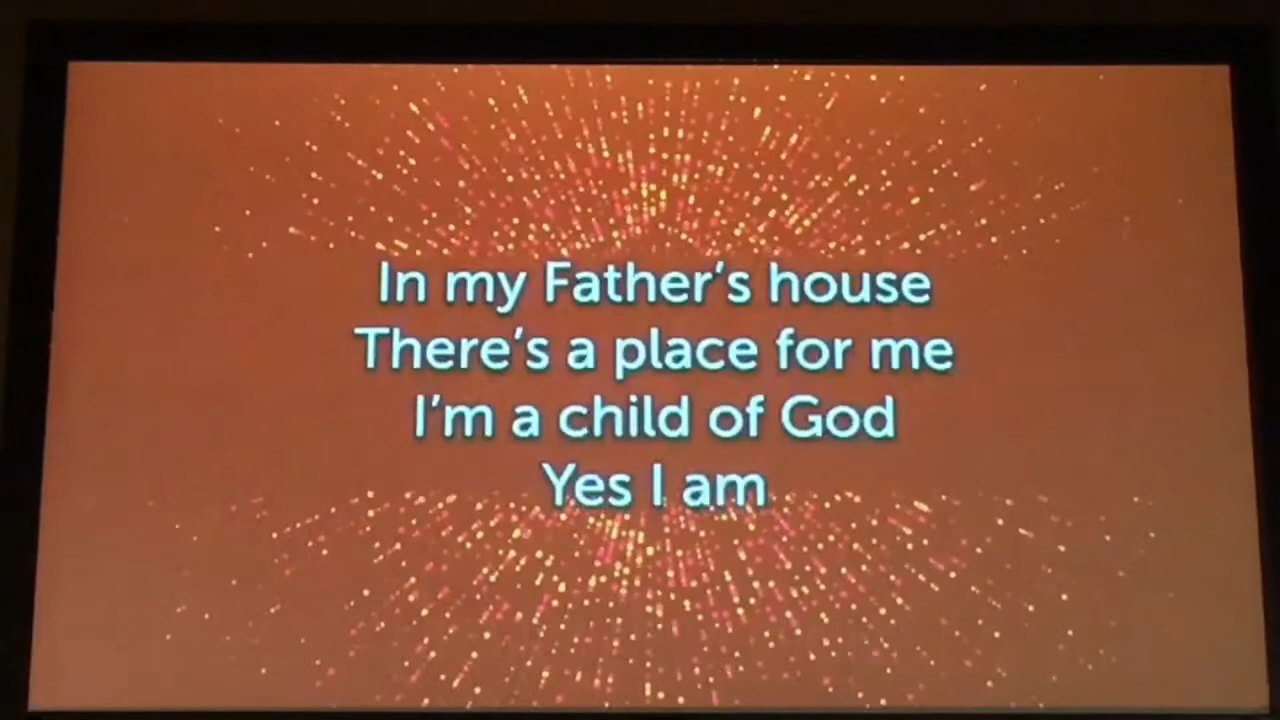 In my Father's house
There's a place for me
I'm a child of God
Yes I am